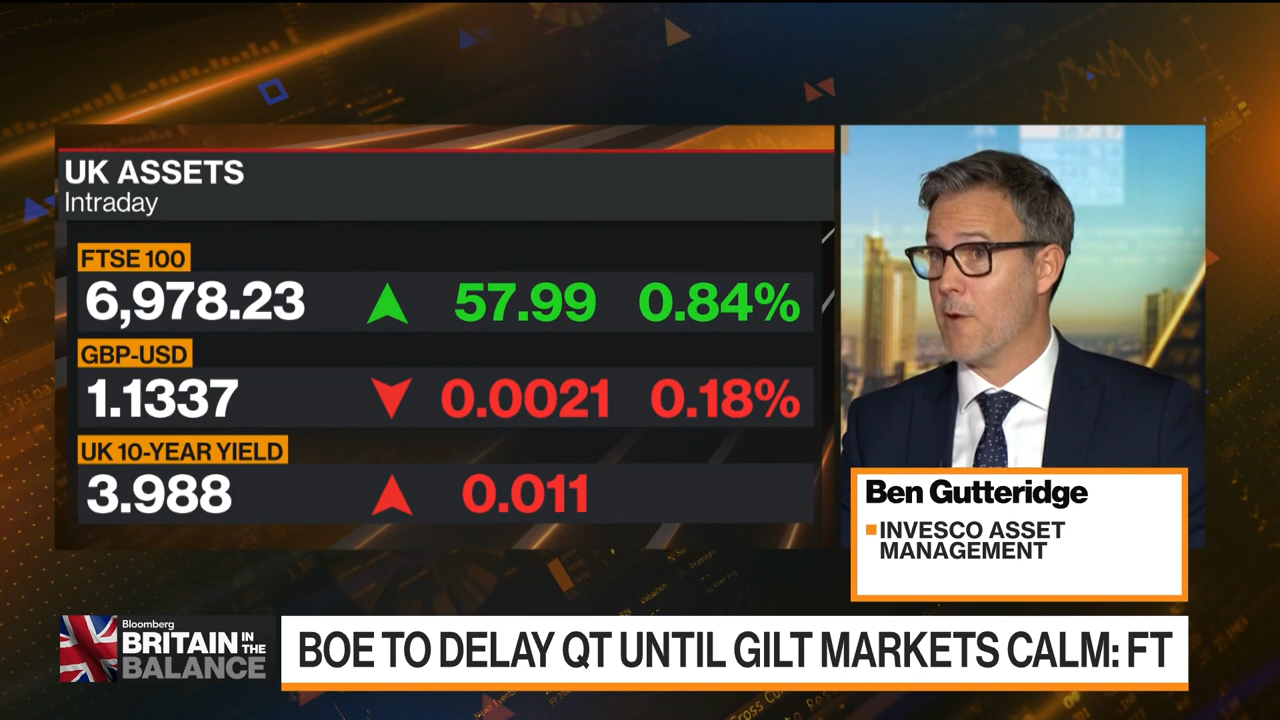 UK ASSETS
Intraday
FTSE 100
6,978.23 57.99 0.84%
GBP-USD
1.1337 0.0021 0.18%
UK 10-YEAR YIELD
3.988 0.011
Ben Gutteridge
INVESCO ASSET
MANAGEMENT
Bloomberg
BRITAIN IN THE
BALANCE
BOE TO DELAY QT UNTIL GILT MARKETS CALM: FT